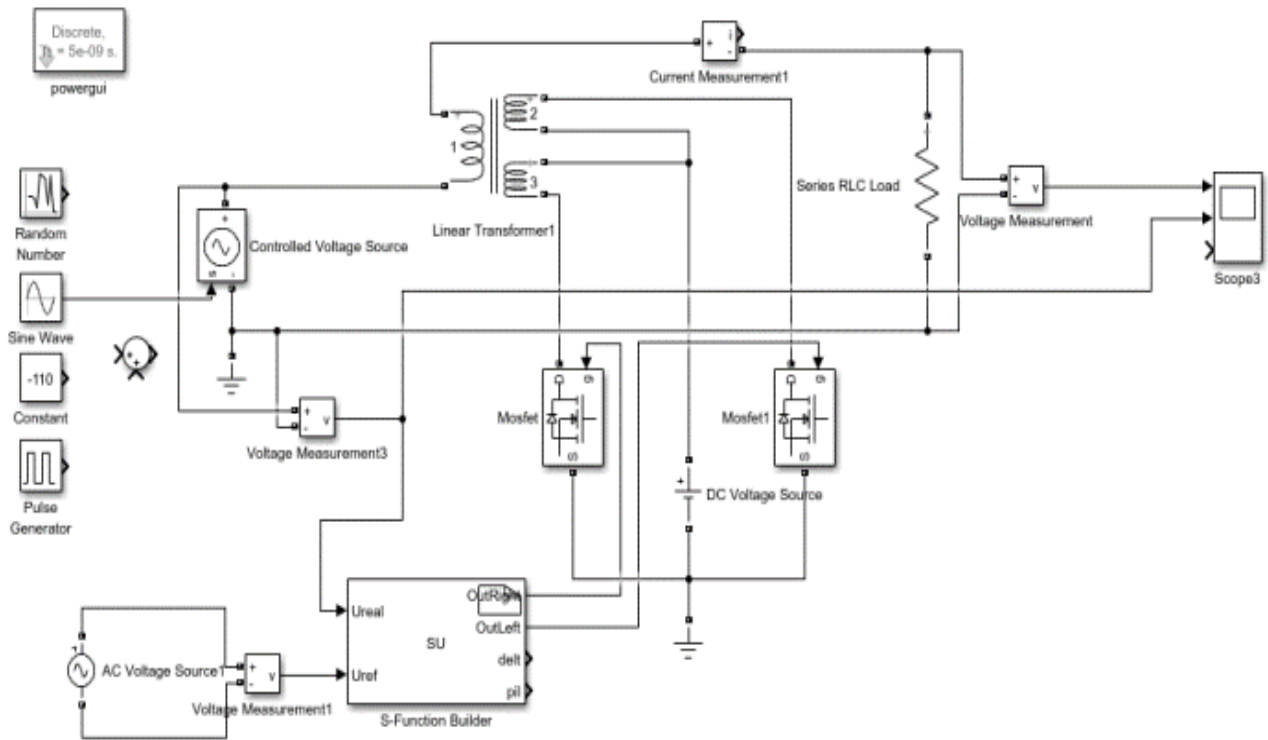 Discrete,
= 5e-09 s.
powergui
i
+
-
Current Measurement1
+
2
1
+
3
Linear Transformer1
Series RLC Load
+
-
v
Voltage Measurement
Scope3
Random
Number
+
s
-
Controlled Voltage Source
Sine Wave
+
+
-110
Constant
+
-
v
Voltage Measurement3
Pulse
Generator
D
g
S
Mosfet
D
g
S
Mosfet1
+
DC Voltage Source
Ureal
Uref
SU
OutRight
OutLeft
delt
pil
S-Function Builder
AC Voltage Source1
+
-
v
Voltage Measurement1